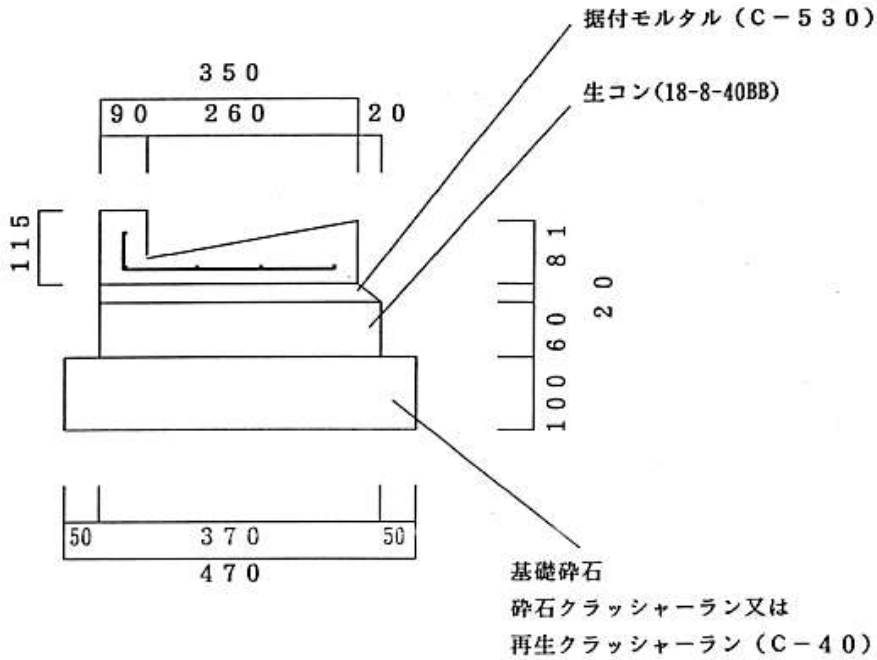 据付モルタル(C-530)
350
生コン(18-8-40BB)
90 260 20
115
81
20
60
100
50 370 50
470
基礎砕石
砕石クラッシャーラン又は
再生クラッシャーラン(C-40)